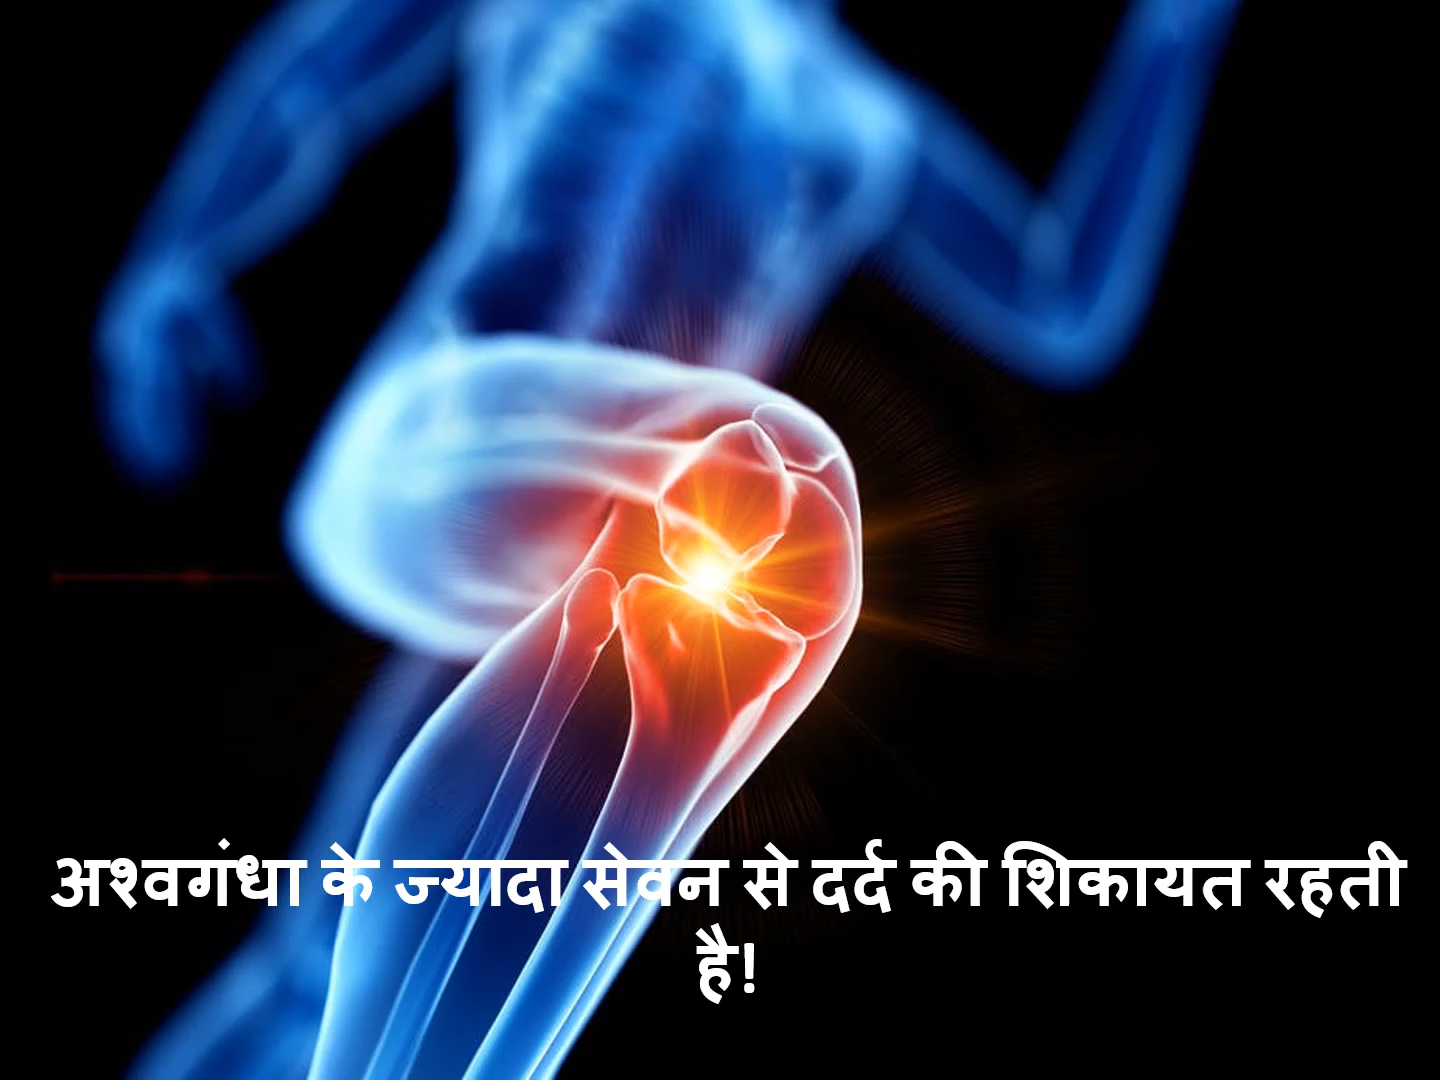 अश्वगंधा के ज्यादा सेवन से दर्द की शिकायत रहती
है!